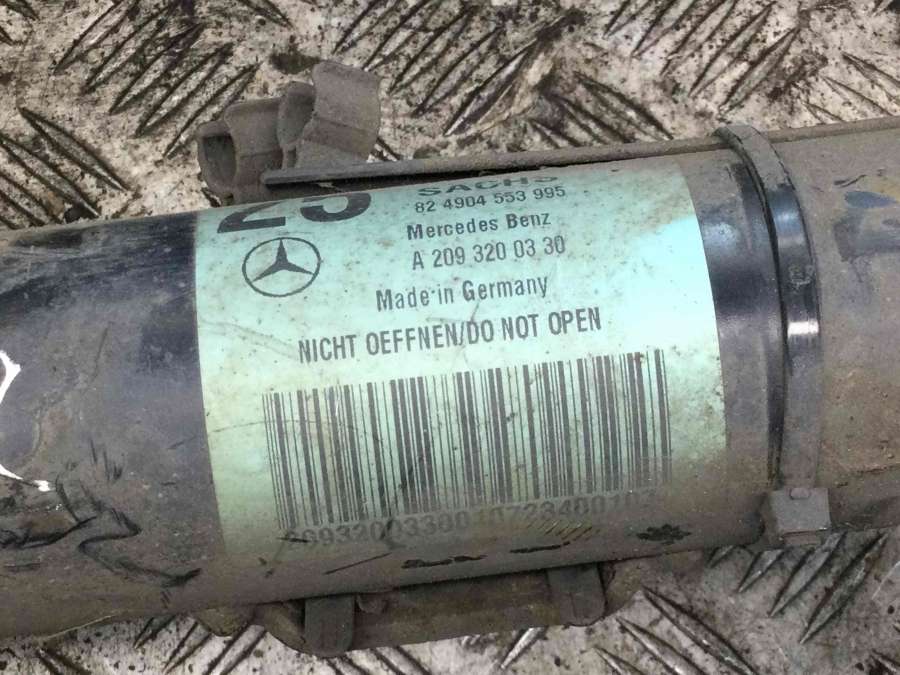 25
SACHS
82 4904 553 995
Mercedes Benz
A 209 320 03 30
Made in Germany
NICHT OEFFNEN/DO NOT OPEN